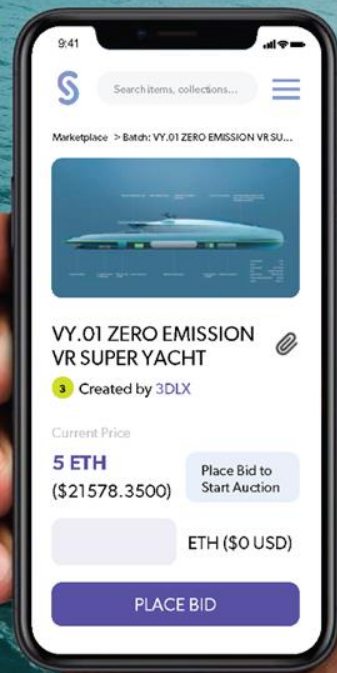 9:41
Search items, collections...
Marketplace > Batch: VY.01 ZERO EMISSION VR SU...
VY.01 ZERO EMISSION
VR SUPER YACHT
3 Created by 3DLX
Current Price
5 ETH
($21578.3500)
Place Bid to
Start Auction
ETH ($0 USD)
PLACE BID